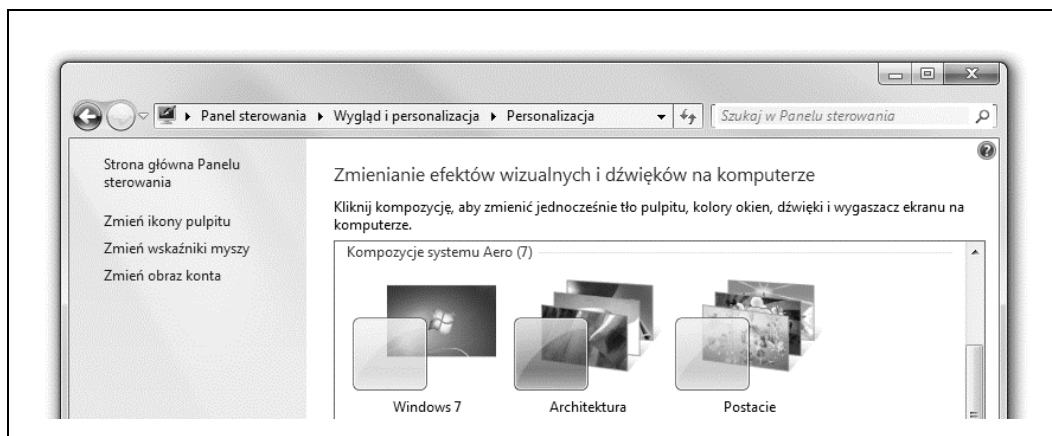 Panel sterowania ▸ Wygląd i personalizacja ▸ Personalizacja
Szukaj w Panelu sterowania
Strona główna Panelu
sterowania
Zmień ikony pulpitu
Zmień wskaźniki myszy
Zmień obraz konta
Zmienianie efektów wizualnych i dźwięków na komputerze
Kliknij kompozycję, aby zmienić jednocześnie tło pulpitu, kolory okien, dźwięki i wygaszacz ekranu na
komputerze.
Kompozycje systemu Aero (7)
Windows 7 Architektura Postacie